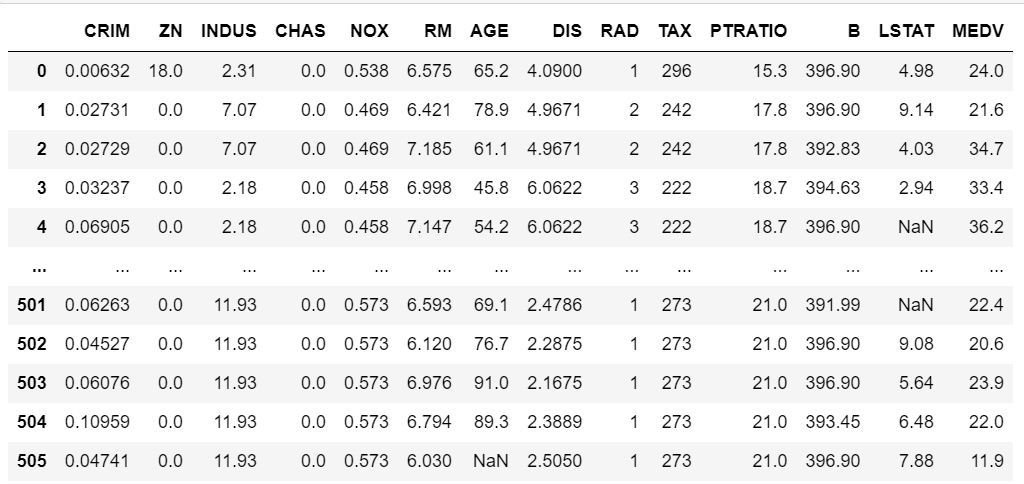 CRIM ZN INDUS CHAS NOX RM AGE DIS RAD TAX PTRATIO B LSTAT MEDV
0 0.00632 18.0 2.31 0.0 0.538 6.575 65.2 4.0900 1 296 15.3 396.90 4.98 24.0
1 0.02731 0.0 7.07 0.0 0.469 6.421 78.9 4.9671 2 242 17.8 396.90 9.14 21.6
2 0.02729 0.0 7.07 0.0 0.469 7.185 61.1 4.9671 2 242 17.8 392.83 4.03 34.7
3 0.03237 0.0 2.18 0.0 0.458 6.998 45.8 6.0622 3 222 18.7 394.63 2.94 33.4
4 0.06905 0.0 2.18 0.0 0.458 7.147 54.2 6.0622 3 222 18.7 396.90 NaN 36.2
... ... ... ... ... ... ... ... ... ... ... ... ... ... ...
501 0.06263 0.0 11.93 0.0 0.573 6.593 69.1 2.4786 1 273 21.0 391.99 NaN 22.4
502 0.04527 0.0 11.93 0.0 0.573 6.120 76.7 2.2875 1 273 21.0 396.90 9.08 20.6
503 0.06076 0.0 11.93 0.0 0.573 6.976 91.0 2.1675 1 273 21.0 396.90 5.64 23.9
504 0.10959 0.0 11.93 0.0 0.573 6.794 89.3 2.3889 1 273 21.0 393.45 6.48 22.0
505 0.04741 0.0 11.93 0.0 0.573 6.030 NaN 2.5050 1 273 21.0 396.90 7.88 11.9